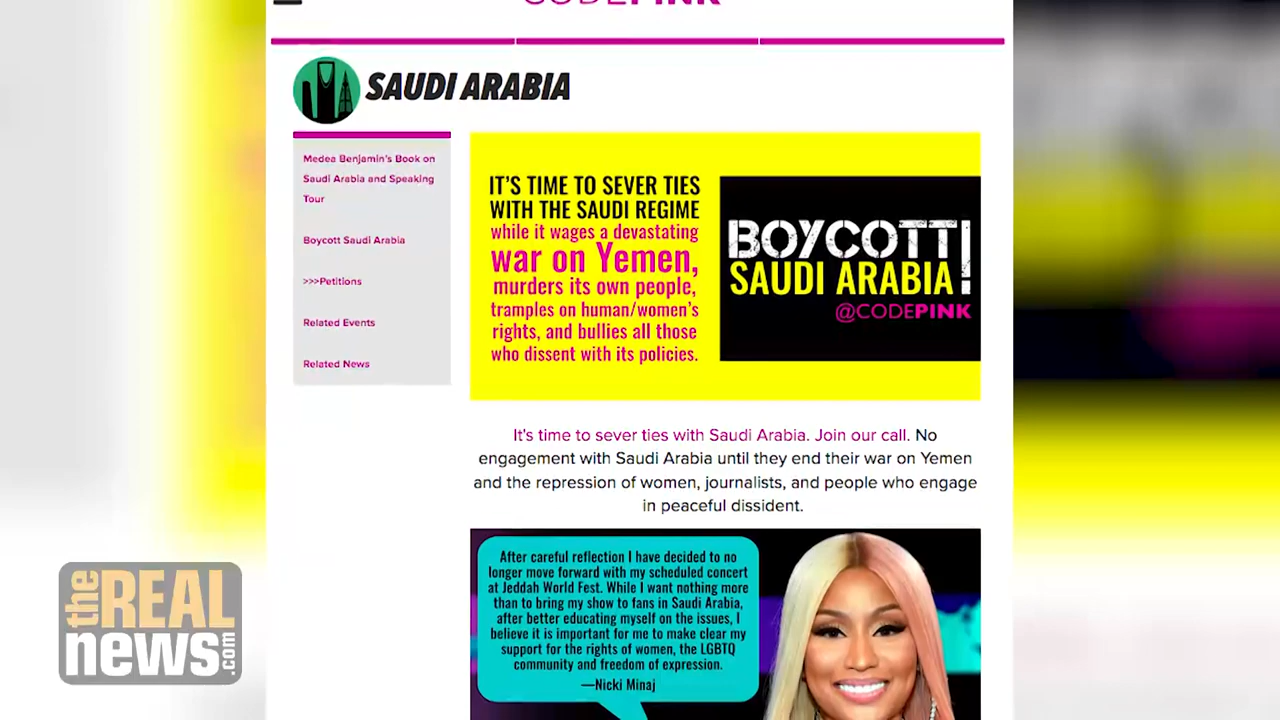 CODEPINK
SAUDI ARABIA
Medea Benjamin's Book on
Saudi Arabia and Speaking
Tour
Boycott Saudi Arabia
>>>Petitions
Related Events
Related News
IT'S TIME TO SEVER TIES
WITH THE SAUDI REGIME
while it wages a devastating
war on Yemen,
murders its own people,
tramples on human/women's
rights, and bullies all those
who dissent with its policies.
BOYCOTT!
SAUDI ARABIA
@CODEPINK
It's time to sever ties with Saudi Arabia. Join our call. No
engagement with Saudi Arabia until they end their war on Yemen
and the repression of women, journalists, and people who engage
in peaceful dissident.
After careful reflection I have decided to no
longer move forward with my scheduled concert
at Jeddah World Fest. While I want nothing more
than to bring my show to fans in Saudi Arabia,
after better educating myself on the issues, I
believe it is important for me to make clear my
support for the rights of women, the LGBTQ
community and freedom of expression.
—Nicki Minaj
the REAL
news.com